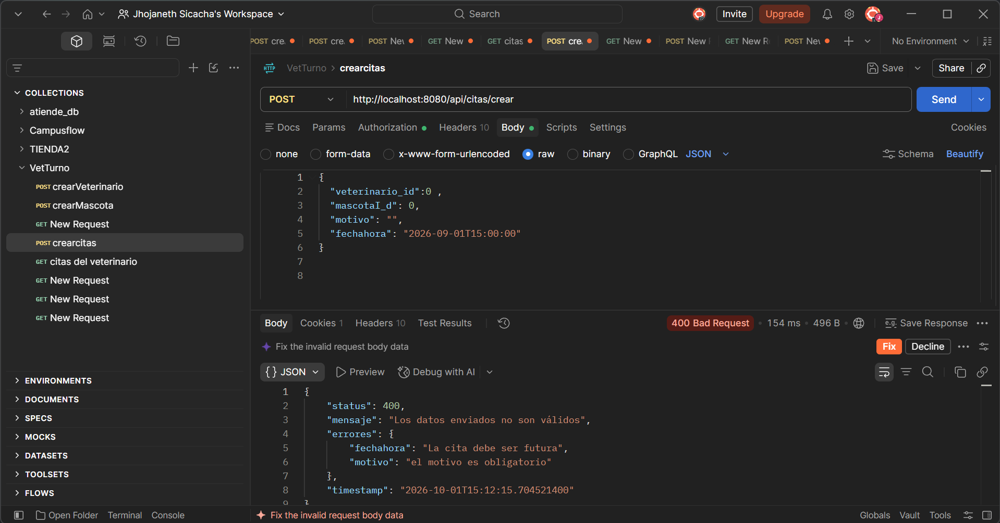 Jhojaneth Sicacha's Workspace
Search
Invite
Upgrade
J
POST cre
POST cre
POST Nev
GET New
GET citas
POST cre
GET New
POST New
GET New
POST Nev
No Environment
HTTP
VetTurno > crearcitas
Save
Share
COLLECTIONS
atiende_db
Campusflow
TIENDA2
VetTurno
POST crearVeterinario
POST crearMascota
GET New Request
POST crearcitas
GET citas del veterinario
GET New Request
GET New Request
GET New Request
ENVIRONMENTS
DOCUMENTS
SPECS
MOCKS
DATASETS
TOOLSETS
FLOWS
POST http://localhost:8080/api/citas/crear Send
Docs Params Authorization Headers 10 Body Scripts Settings Cookies
none form-data x-www-form-urlencoded raw binary GraphQL JSON Schema Beautify
1 {
2 "veterinario_id":0 ,
3 "mascotaI_d": 0,
4 "motivo": "",
5 "fechahora": "2026-09-01T15:00:00"
6 }
7
8
Body Cookies 1 Headers 10 Test Results 400 Bad Request 154 ms 496 B e.g. Save Response
Fix the invalid request body data Fix Decline
{} JSON Preview Debug with AI
1 {
2 "status": 400,
3 "mensaje": "Los datos enviados no son válidos",
4 "errores": {
5 "fechahora": "La cita debe ser futura",
6 "motivo": "el motivo es obligatorio"
7 },
8 "timestamp": "2026-10-01T15:12:15.704521400"
9 }
Open Folder Terminal Console Fix the invalid request body data Globals Vault Tools